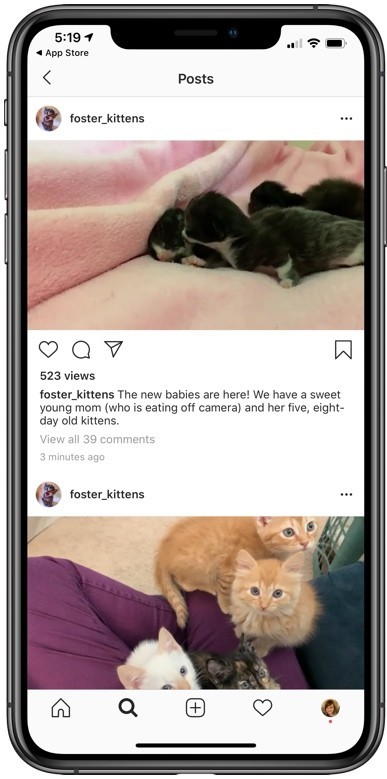 5:19
App Store
Posts
foster_kittens
523 views
foster_kittens The new babies are here! We have a sweet
young mom (who is eating off camera) and her five, eight-
day old kittens.
View all 39 comments
3 minutes ago
foster_kittens